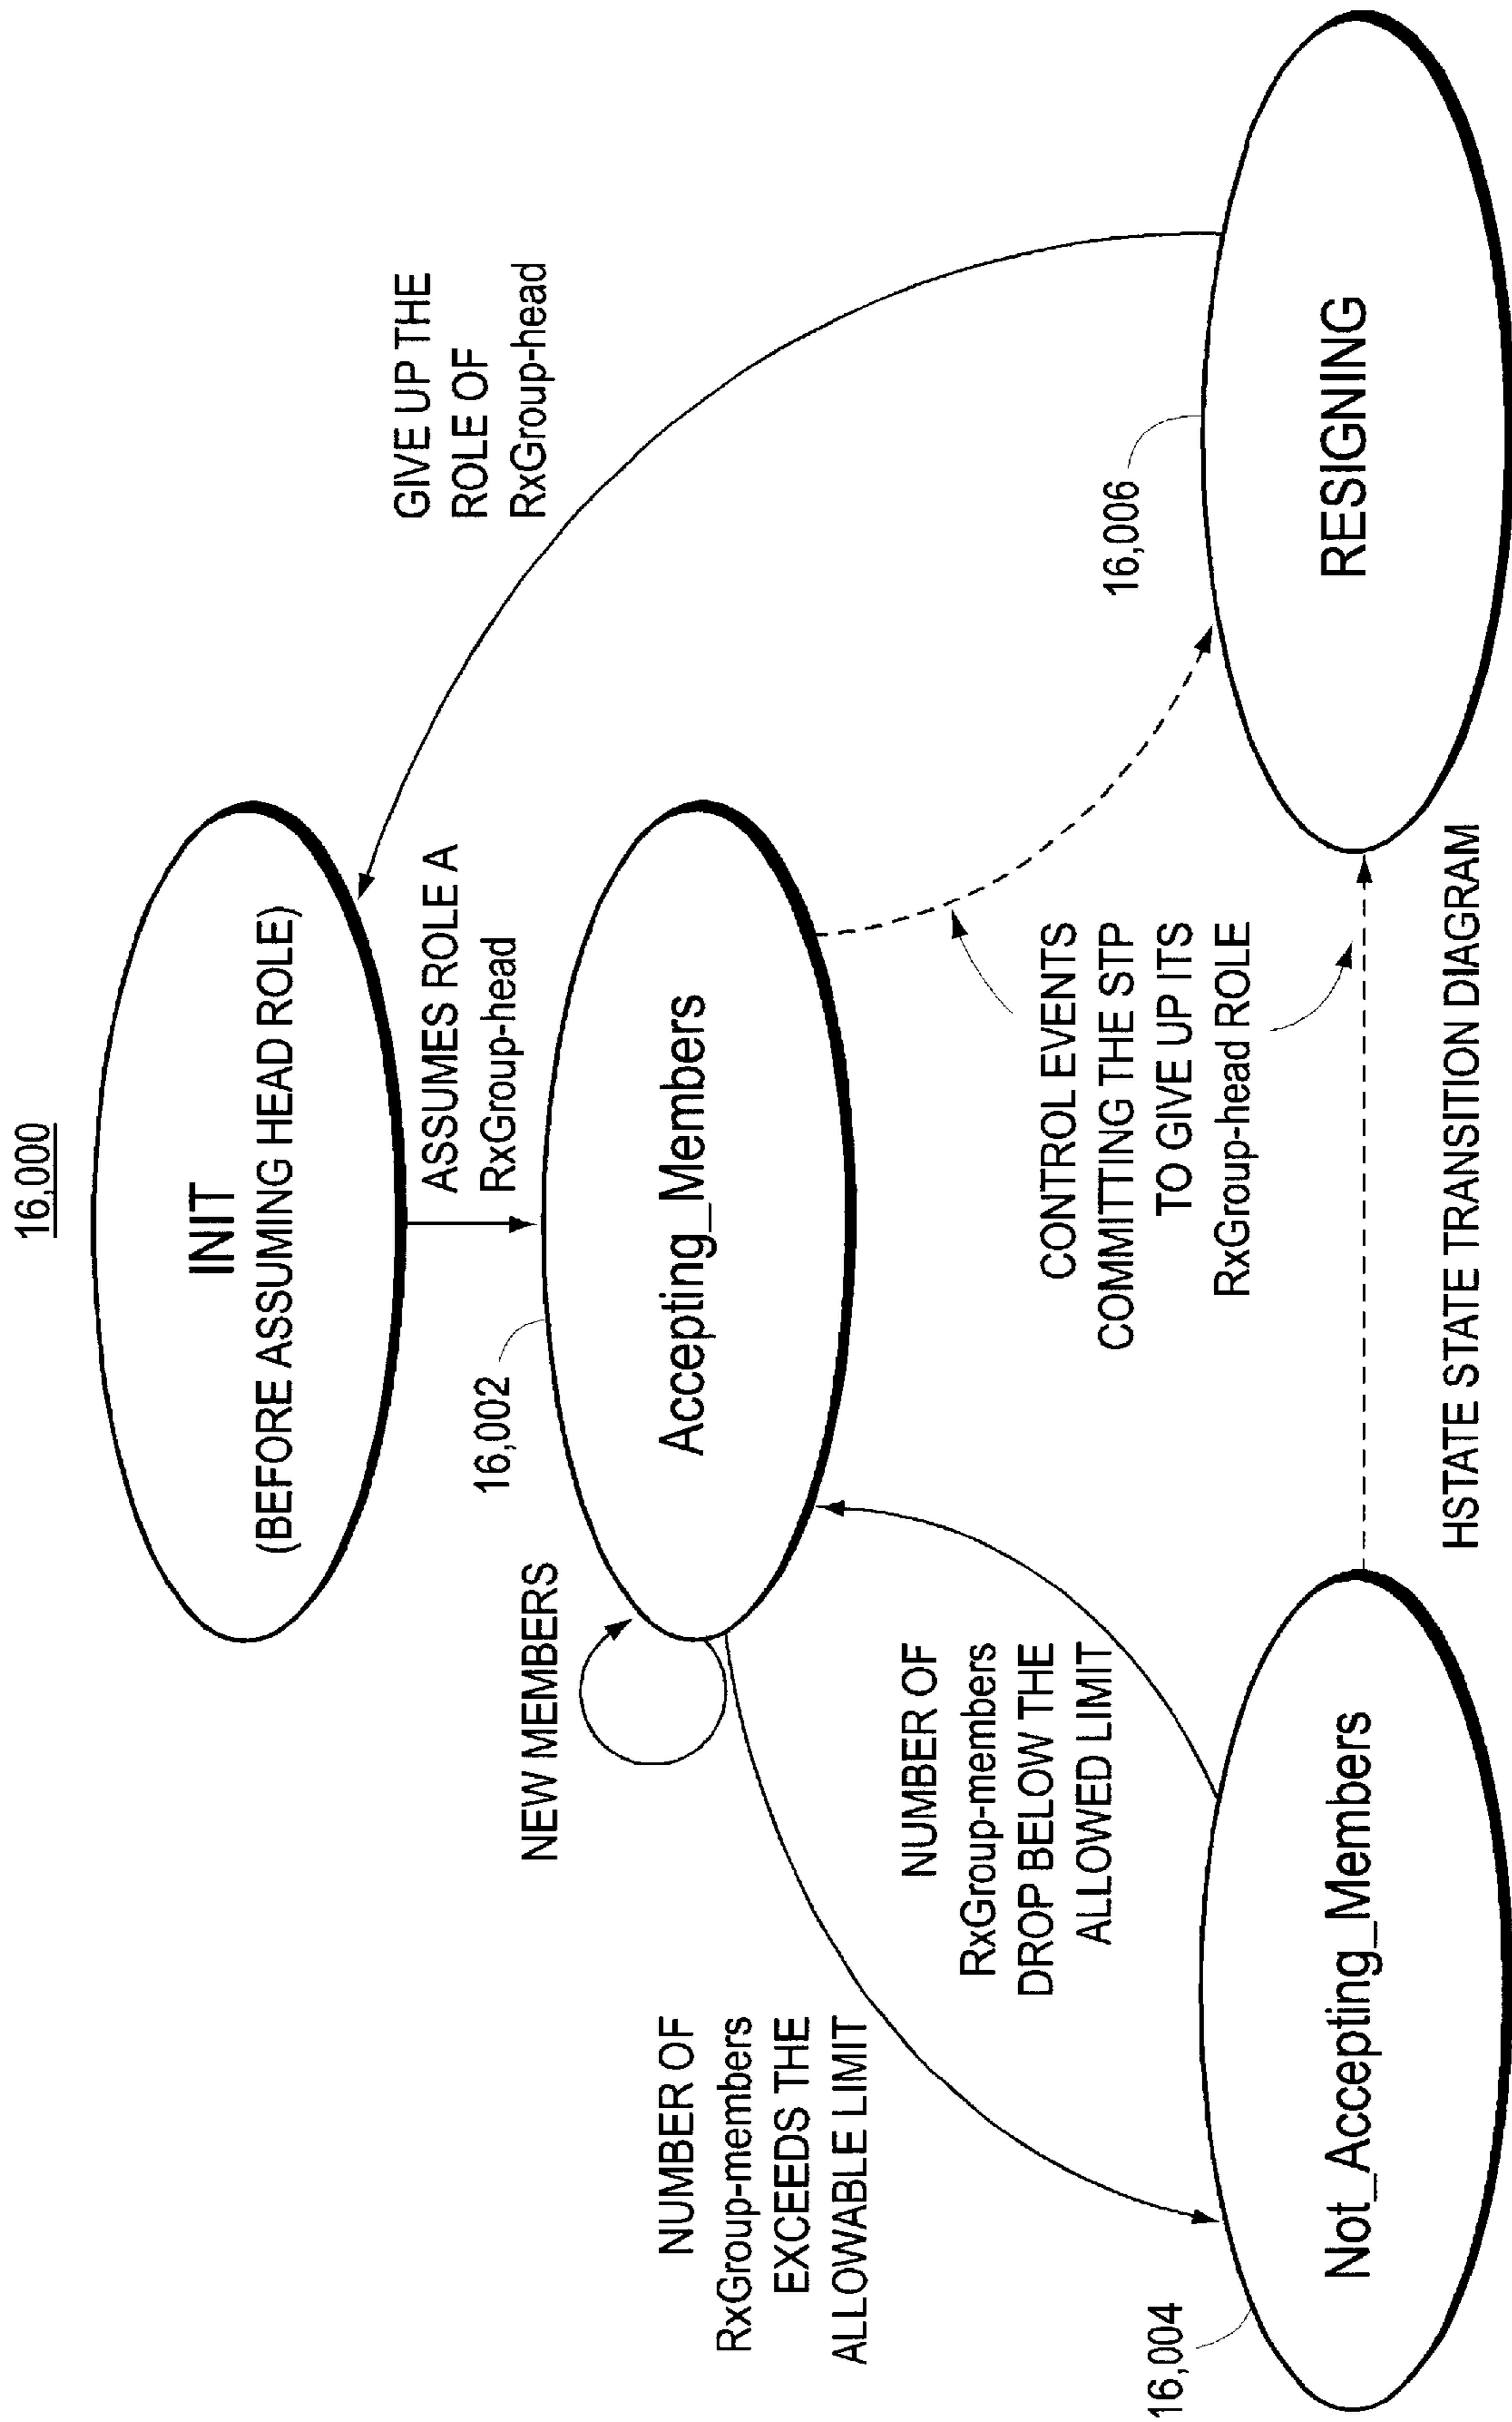 16,000
INIT
(BEFORE ASSUMING HEAD ROLE)
ASSUMES ROLE A
RxGroup-head
GIVE UP THE
ROLE OF
RxGroup-head
16,002
Accepting_Members
NEW MEMBERS
NUMBER OF
RxGroup-members
EXCEEDS THE
ALLOWABLE LIMIT
NUMBER OF
RxGroup-members
DROP BELOW THE
ALLOWED LIMIT
CONTROL EVENTS
COMMITTING THE STP
TO GIVE UP ITS
RxGroup-head ROLE
16,004
Not_Accepting_Members
16,006
RESIGNING
HSTATE STATE TRANSITION DIAGRAM